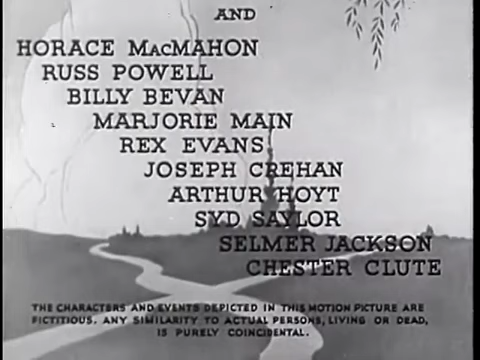 AND
HORACE MacMAHON
RUSS POWELL
BILLY BEVAN
MARJORIE MAIN
REX EVANS
JOSEPH CREHAN
ARTHUR HOYT
SYD SAYLOR
SELMER JACKSON
CHESTER CLUTE
THE CHARACTERS AND EVENTS DEPICTED IN THIS MOTION PICTURE ARE
FICTITIOUS. ANY SIMILARITY TO ACTUAL PERSONS, LIVING OR DEAD,
IS PURELY COINCIDENTAL.